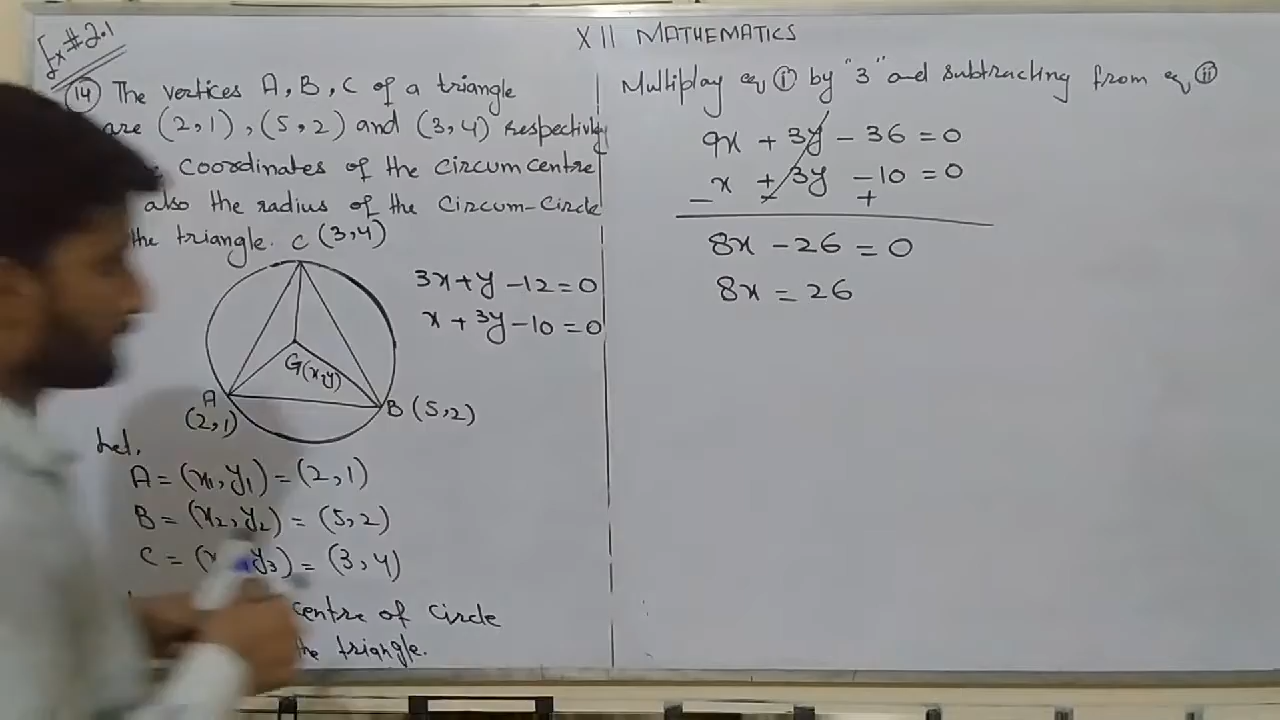 Ex # 2.1
XII MATHEMATICS
(14) The vertices A, B, C of a triangle
are (2,1), (5,2) and (3,4) respectivly
coordinates of the circumcentre
also the radius of the circum-circle
the triangle.
C (3,4)
3x + y - 12 = 0
x + 3y - 10 = 0
G(x,y)
A
(2,1)
B (5,2)
Let.
A = (x₁, y₁) = (2,1)
B = (x₂, y₂) = (5,2)
C = (x y₃) = (3,4)
centre of circle
the triangle.
Multiplay eq (i) by "3" and subtracting from eq (ii)
9x + 3y - 36 = 0
x + 3y - 10 = 0
- - +
8x - 26 = 0
8x = 26